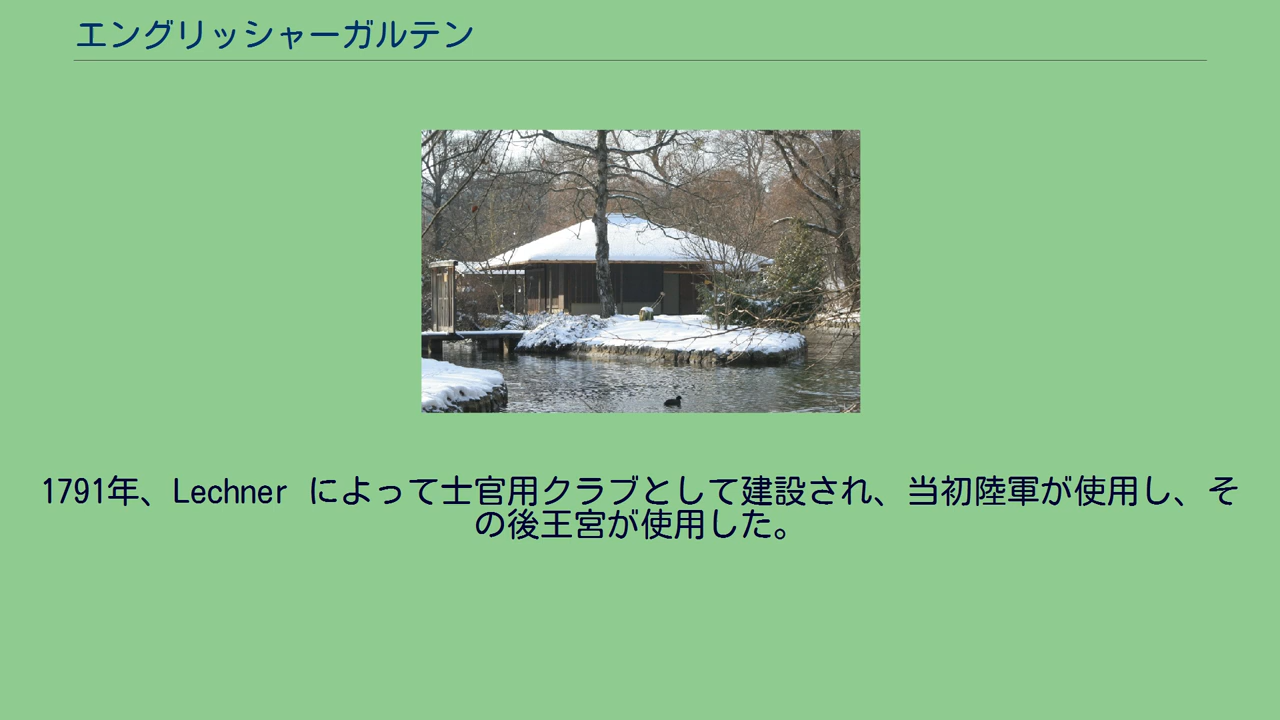 エングリッシャーガルテン
1791年、Lechner によって士官用クラブとして建設され、当初陸軍が使用し、そ
の後王宮が使用した。